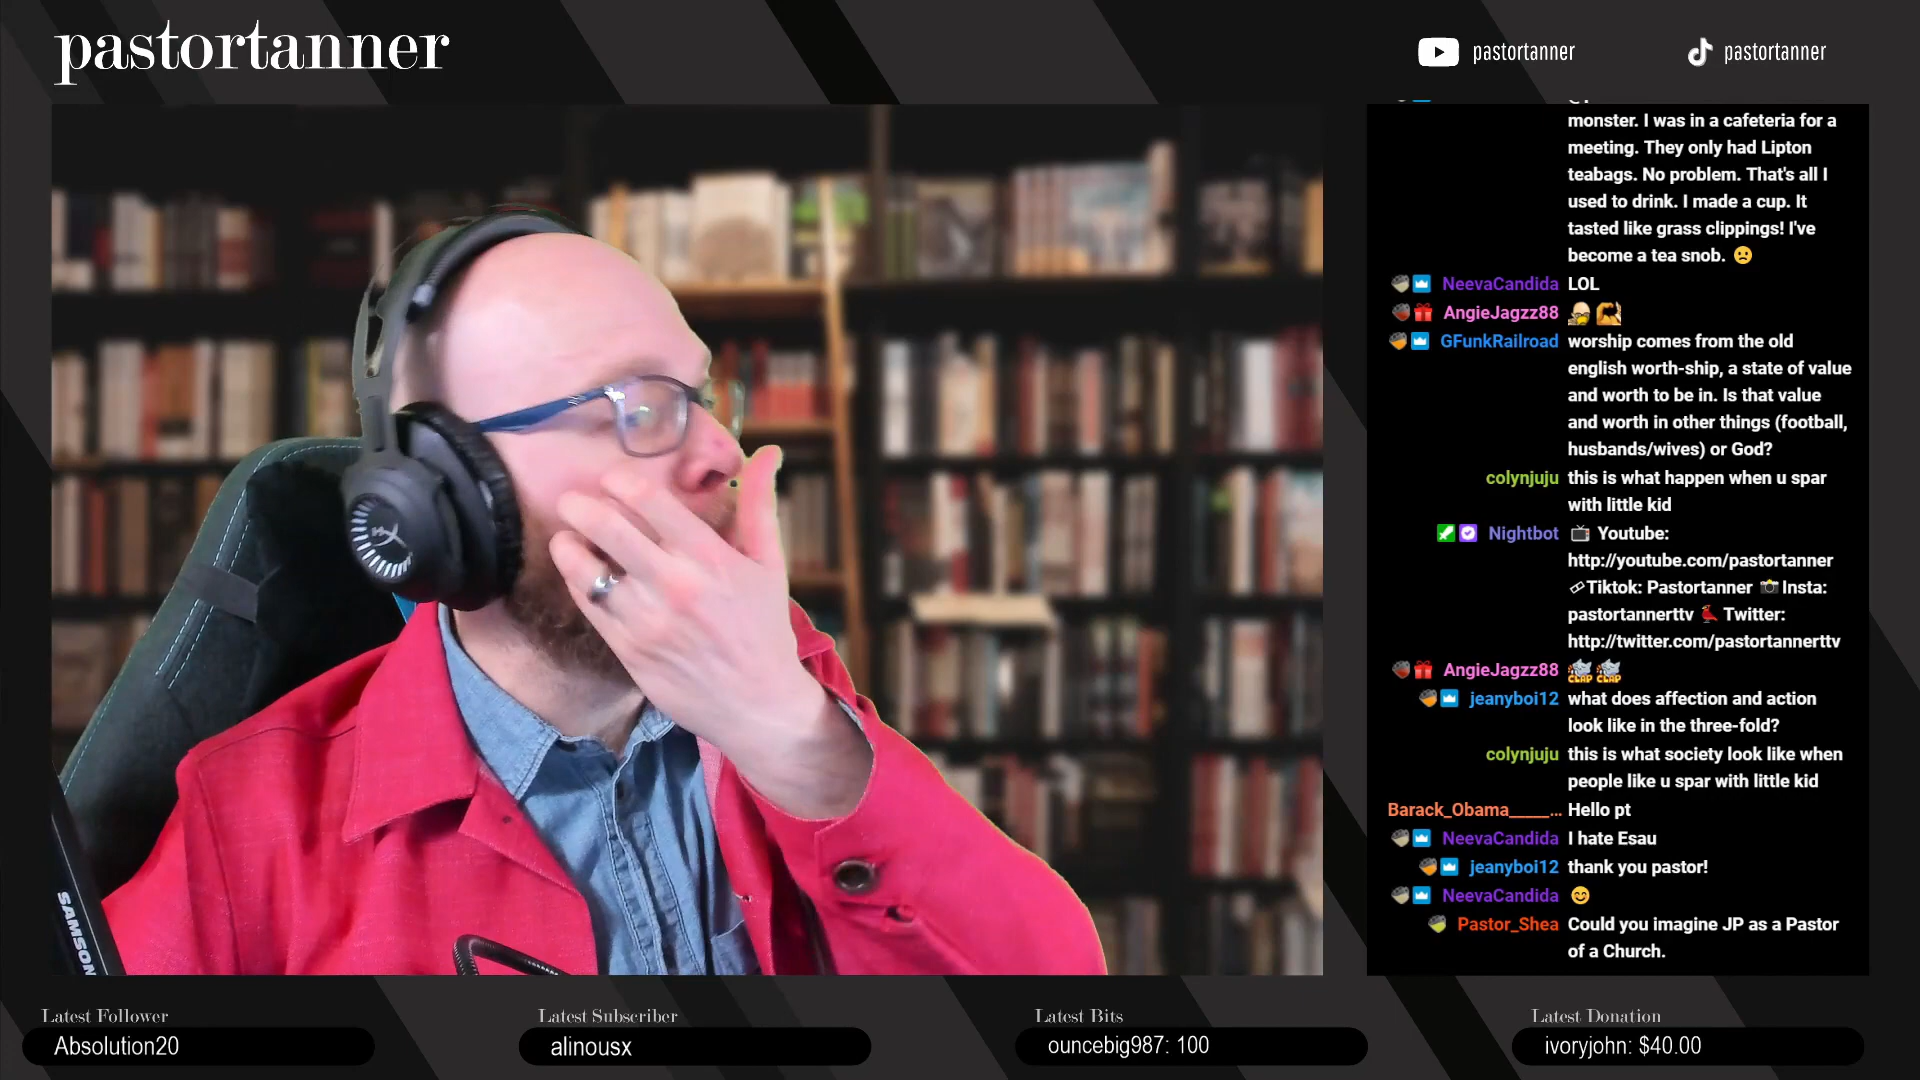 pastortanner
pastortanner
pastortanner
monster. I was in a cafeteria for a
meeting. They only had Lipton
teabags. No problem. That's all I
used to drink. I made a cup. It
tasted like grass clippings! I've
become a tea snob. 🙁
NeevaCandida LOL
AngieJagzz88
GFunkRailroad worship comes from the old
english worth-ship, a state of value
and worth to be in. Is that value
and worth in other things (football,
husbands/wives) or God?
colynjuju this is what happen when u spar
with little kid
Nightbot 📺 Youtube:
http://youtube.com/pastortanner
🔗Tiktok: Pastortanner 📸Insta:
pastortannerttv 🐦 Twitter:
http://twitter.com/pastortannerttv
AngieJagzz88 CLAP CLAP
jeanyboi12 what does affection and action
look like in the three-fold?
colynjuju this is what society look like when
people like u spar with little kid
Barack_Obama____... Hello pt
NeevaCandida I hate Esau
jeanyboi12 thank you pastor!
NeevaCandida 😊
Pastor_Shea Could you imagine JP as a Pastor
of a Church.
SAMSON
Latest Follower
Absolution20
Latest Subscriber
alinousx
Latest Bits
ouncebig987: 100
Latest Donation
ivoryjohn: $40.00